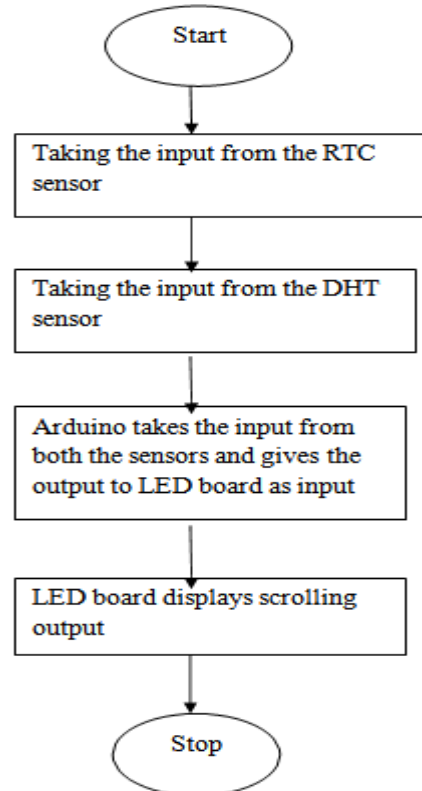 Start
Taking the input from the RTC
sensor
Taking the input from the DHT
sensor
Arduino takes the input from
both the sensors and gives the
output to LED board as input
LED board displays scrolling
output
Stop